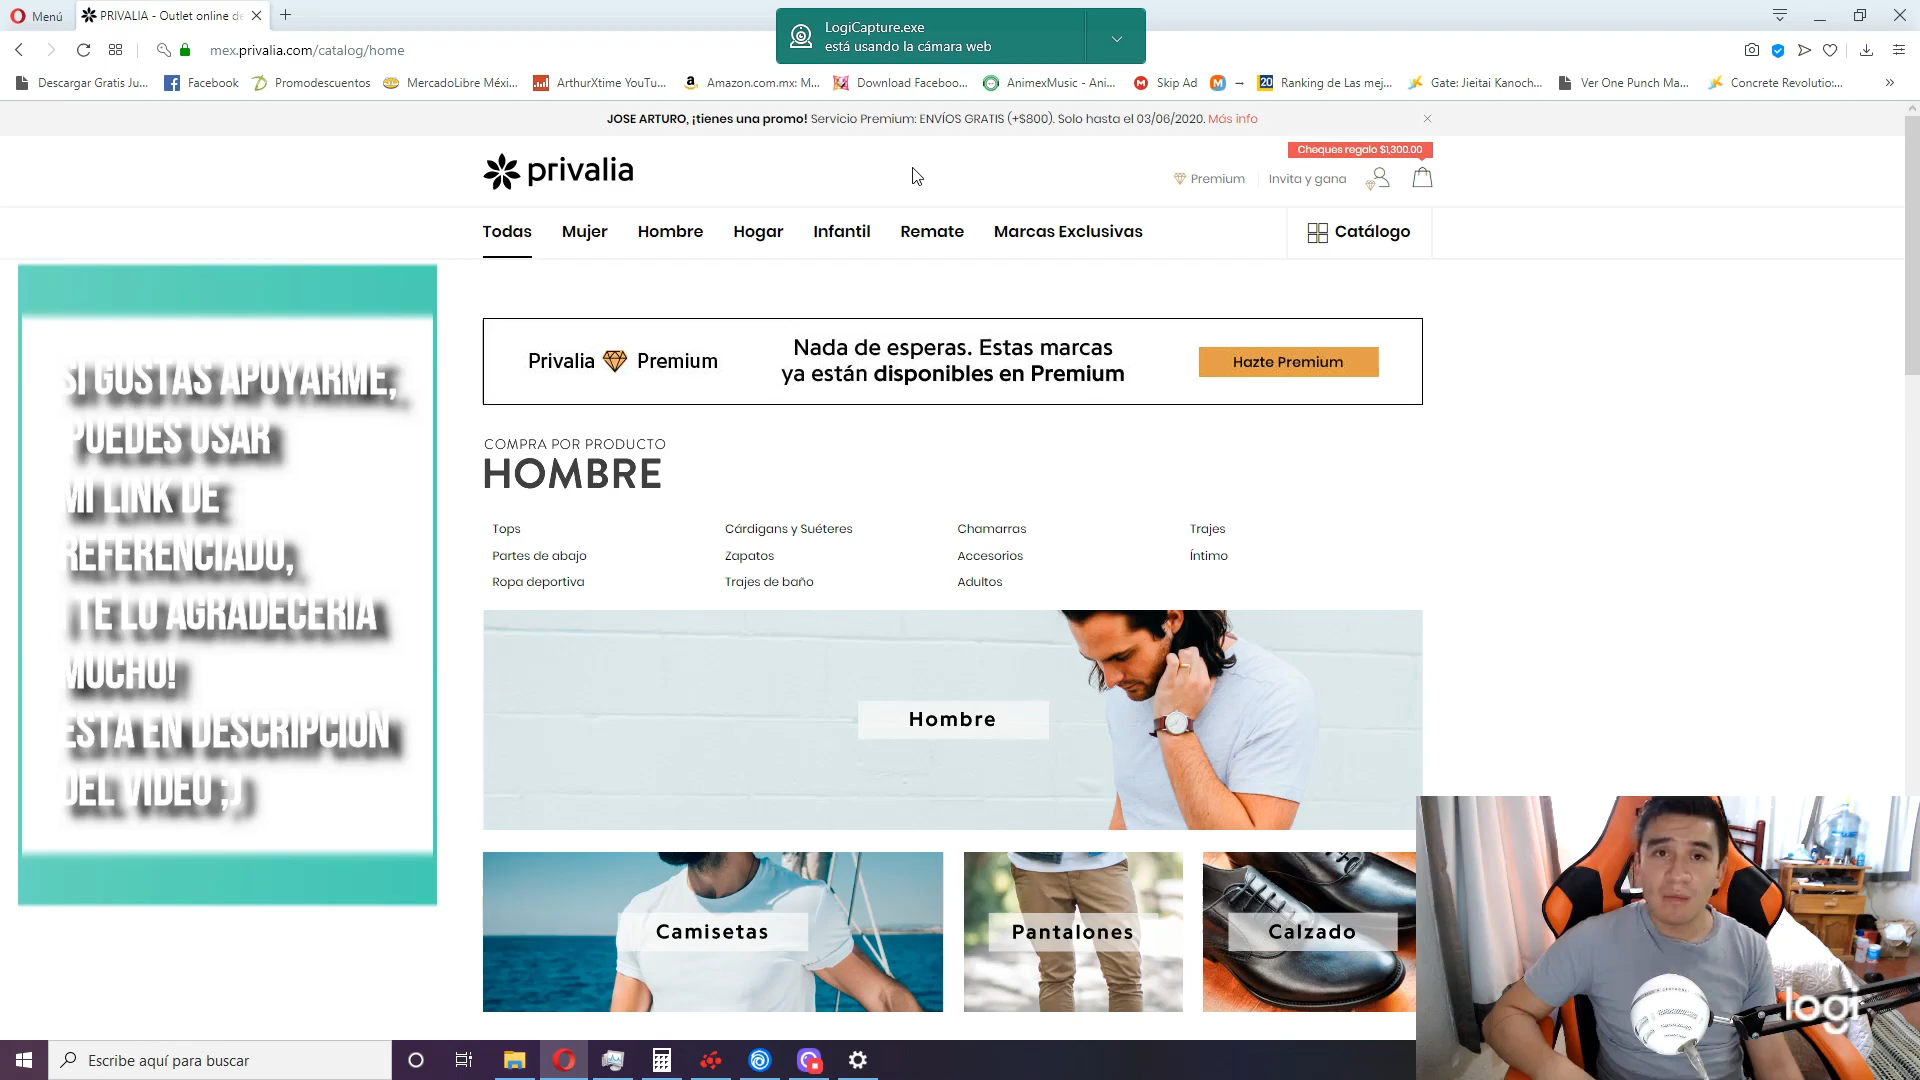 Menú
PRIVALIA - Outlet online de
LogiCapture.exe
está usando la cámara web
mex.privalia.com/catalog/home
Descargar Gratis Ju...
Facebook
Promodescuentos
MercadoLibre Méxi...
ArthurXtime YouTu...
Amazon.com.mx: M...
Download Faceboo...
AnimexMusic - Ani...
Skip Ad
→
20
Ranking de Las mej...
Gate: Jieitai Kanoch...
Ver One Punch Ma...
Concrete Revolutio:...
»
JOSE ARTURO, ¡tienes una promo! Servicio Premium: ENVÍOS GRATIS (+$800). Solo hasta el 03/06/2020. Más info
privalia
Cheques regalo $1,300.00
Premium
Invita y gana
Todas
Mujer
Hombre
Hogar
Infantil
Remate
Marcas Exclusivas
Catálogo
SI GUSTAS APOYARME,
PUEDES USAR
MI LINK DE
REFERENCIADO,
TE LO AGRADECERIA
MUCHO!
ESTA EN DESCRIPCION
DEL VIDEO ;)
Privalia Premium
Nada de esperas. Estas marcas
ya están disponibles en Premium
Hazte Premium
COMPRA POR PRODUCTO
HOMBRE
Tops
Cárdigans y Suéteres
Chamarras
Trajes
Partes de abajo
Zapatos
Accesorios
Íntimo
Ropa deportiva
Trajes de baño
Adultos
Hombre
Camisetas
Pantalones
Calzado
logi
Escribe aquí para buscar